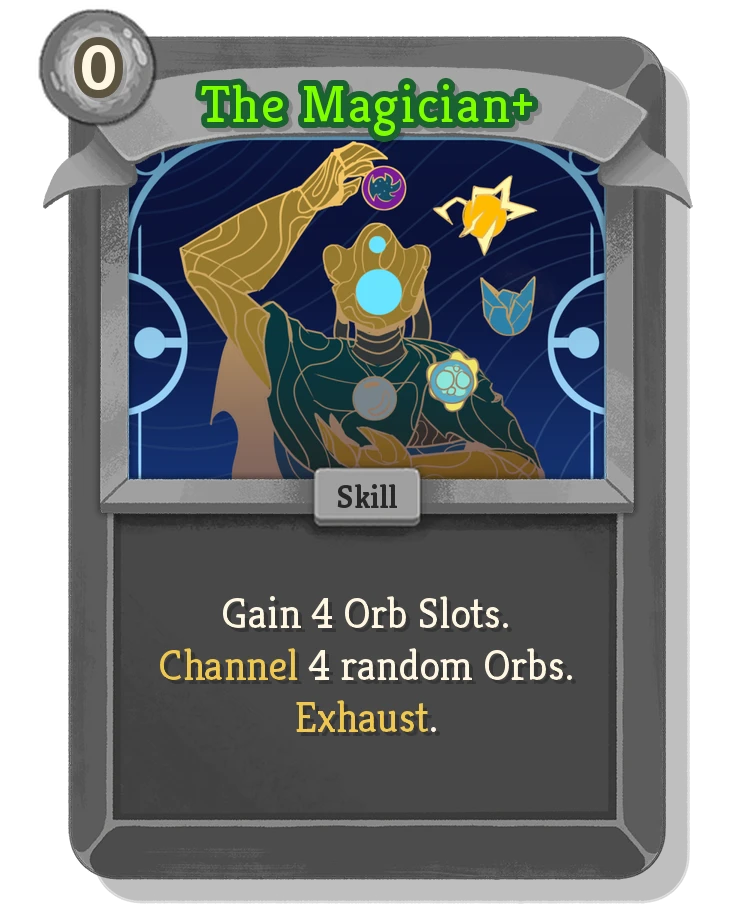 0
The Magician+
Skill
Gain 4 Orb Slots.
Channel 4 random Orbs.
Exhaust.